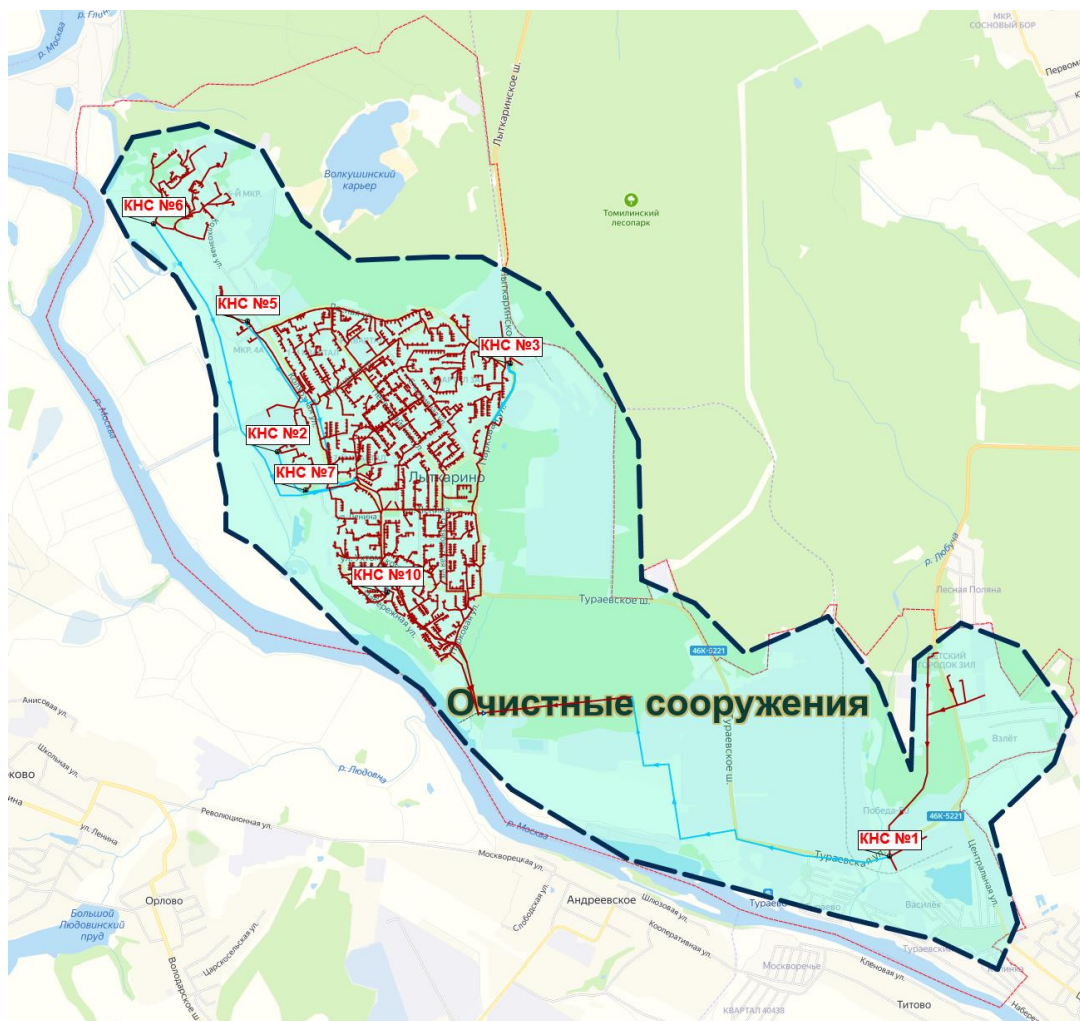 р. Москва
МКР.
СОСНОВЫЙ БОР
Лыткаринское ш.
Волкушинский
карьер
Томилинский
лесопарк
КНС №6
Колхозная ул.
КНС №5
МКР. 4А
КНС №3
р. Москва
КНС №2
КНС №7
Лыткарино
Ленина
КНС №10
Тураевское ш.
р. Любуча
Лесная Поляна
46К-5221
Очистные сооружения
Тураевское ш.
Взлёт
Анисовая ул.
Школьная ул.
р. Людовна
ул. Ленина
Революционная ул.
р. Москва
46К-5221
КНС №1
Тураевская ул.
Центральная ул.
Москворецкая ул.
Слободская ул.
Орлово
Андреевское
Шлюзовая ул.
Тураево
Василёк
Большой
Людовинский
пруд
Царскосельская ул.
Володарское ш.
Кооперативная ул.
Москворечье
Кленовая ул.
Титово
КВАРТАЛ 40438